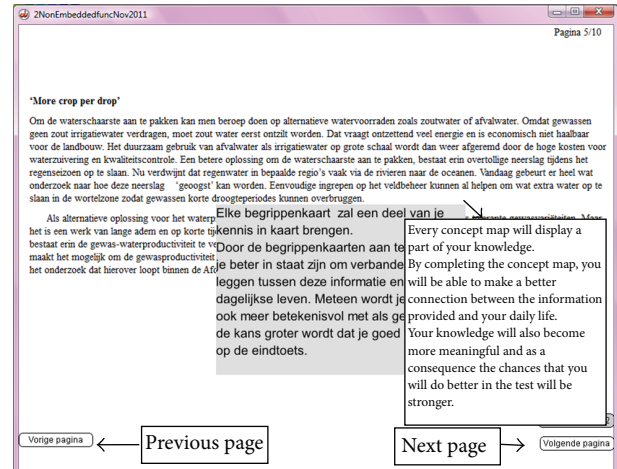 2NonEmbeddedfuncNov2011
Pagina 5/10
‘More crop per drop’
Om de waterschaarste aan te pakken kan men beroep doen op alternatieve watervoorraden zoals zoutwater of afvalwater. Omdat gewassen
geen zout irrigatiewater verdragen, moet zout water eerst ontzilt worden. Dat vraagt ontzettend veel energie en is economisch niet haalbaar
voor de landbouw. Het duurzaam gebruik van afvalwater als irrigatiewater op grote schaal wordt dan weer afgeremd door de hoge kosten voor
waterzuivering en kwaliteitscontrole. Een betere oplossing om de waterschaarste aan te pakken, bestaat erin overtollige neerslag tijdens het
regenseizoen op te slaan. Nu verdwijnt dat regenwater in bepaalde regio’s vaak via de rivieren naar de oceanen. Vandaag gebeurt er heel wat
onderzoek naar hoe deze neerslag ‘geoogst’ kan worden. Eenvoudige ingrepen op het veldbeheer kunnen al helpen om wat extra water op te
slaan in de wortelzone zodat gewassen korte droogteperiodes kunnen overbruggen.
Als alternatieve oplossing voor het waterp
gewasvariëteiten. Maar
het is een werk van lange adem en op korte tij
bestaat erin de gewas-waterproductiviteit te ve
maakt het mogelijk om de gewasproductiviteit
het onderzoek dat hierover loopt binnen de Afd
Elke begrippenkaart zal een deel van je
kennis in kaart brengen.
Door de begrippenkaarten aan te
je beter in staat zijn om verbande
leggen tussen deze informatie en
dagelijkse leven. Meteen wordt je
ook meer betekenisvol met als ge
de kans groter wordt dat je goed
op de eindtoets.
Every concept map will display a
part of your knowledge.
By completing the concept map, you
will be able to make a better
connection between the information
provided and your daily life.
Your knowledge will also become
more meaningful and as a
consequence the chances that you
will do better in the test will be
stronger.
Vorige pagina
Previous page
Next page
Volgende pagina